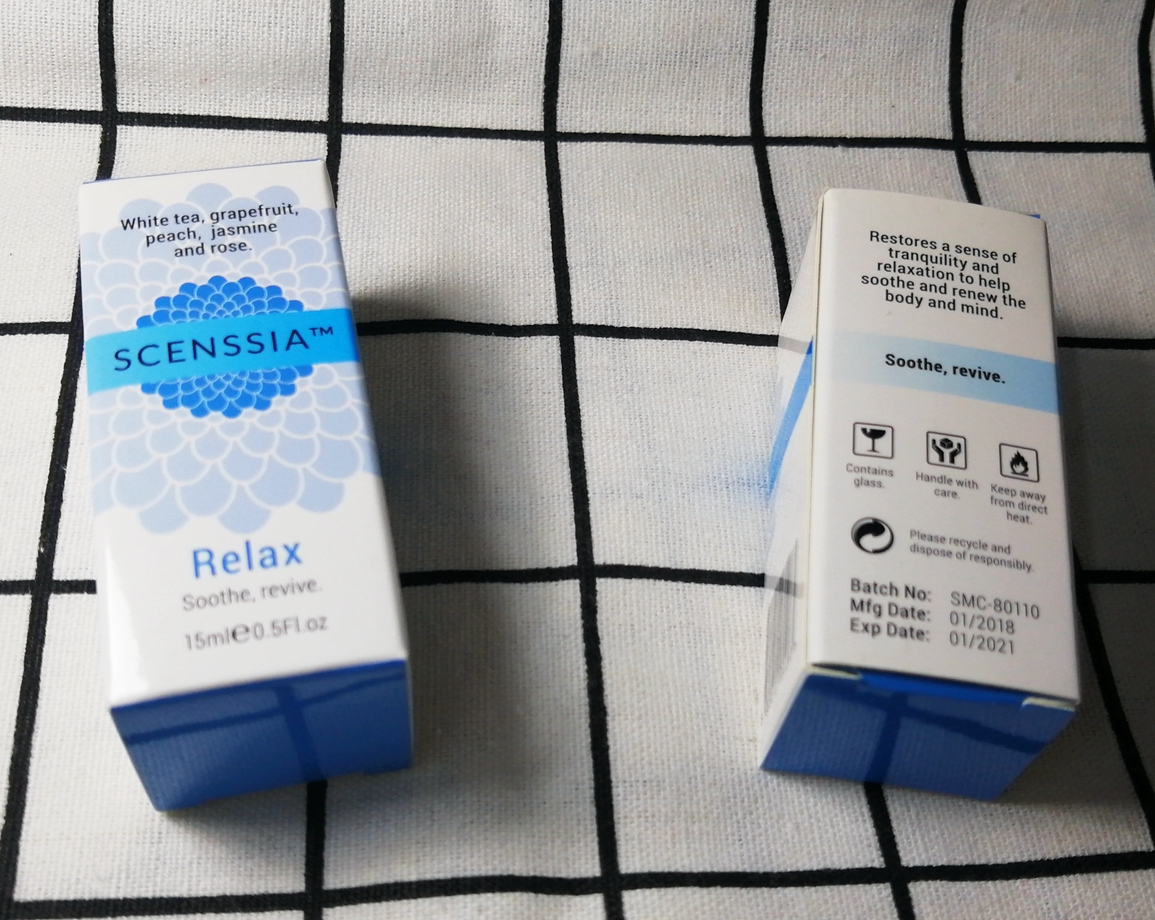 White tea, grapefruit,
peach, jasmine
and rose.
SCENSSIA™
Relax
Soothe, revive.
15ml℮0.5Fl.oz
Restores a sense of
tranquility and
relaxation to help
soothe and renew the
body and mind.
Soothe, revive.
Contains
glass.
Handle with
care.
Keep away
from direct
heat.
Please recycle and
dispose of responsibly.
Batch No: SMC-80110
Mfg Date: 01/2018
Exp Date: 01/2021